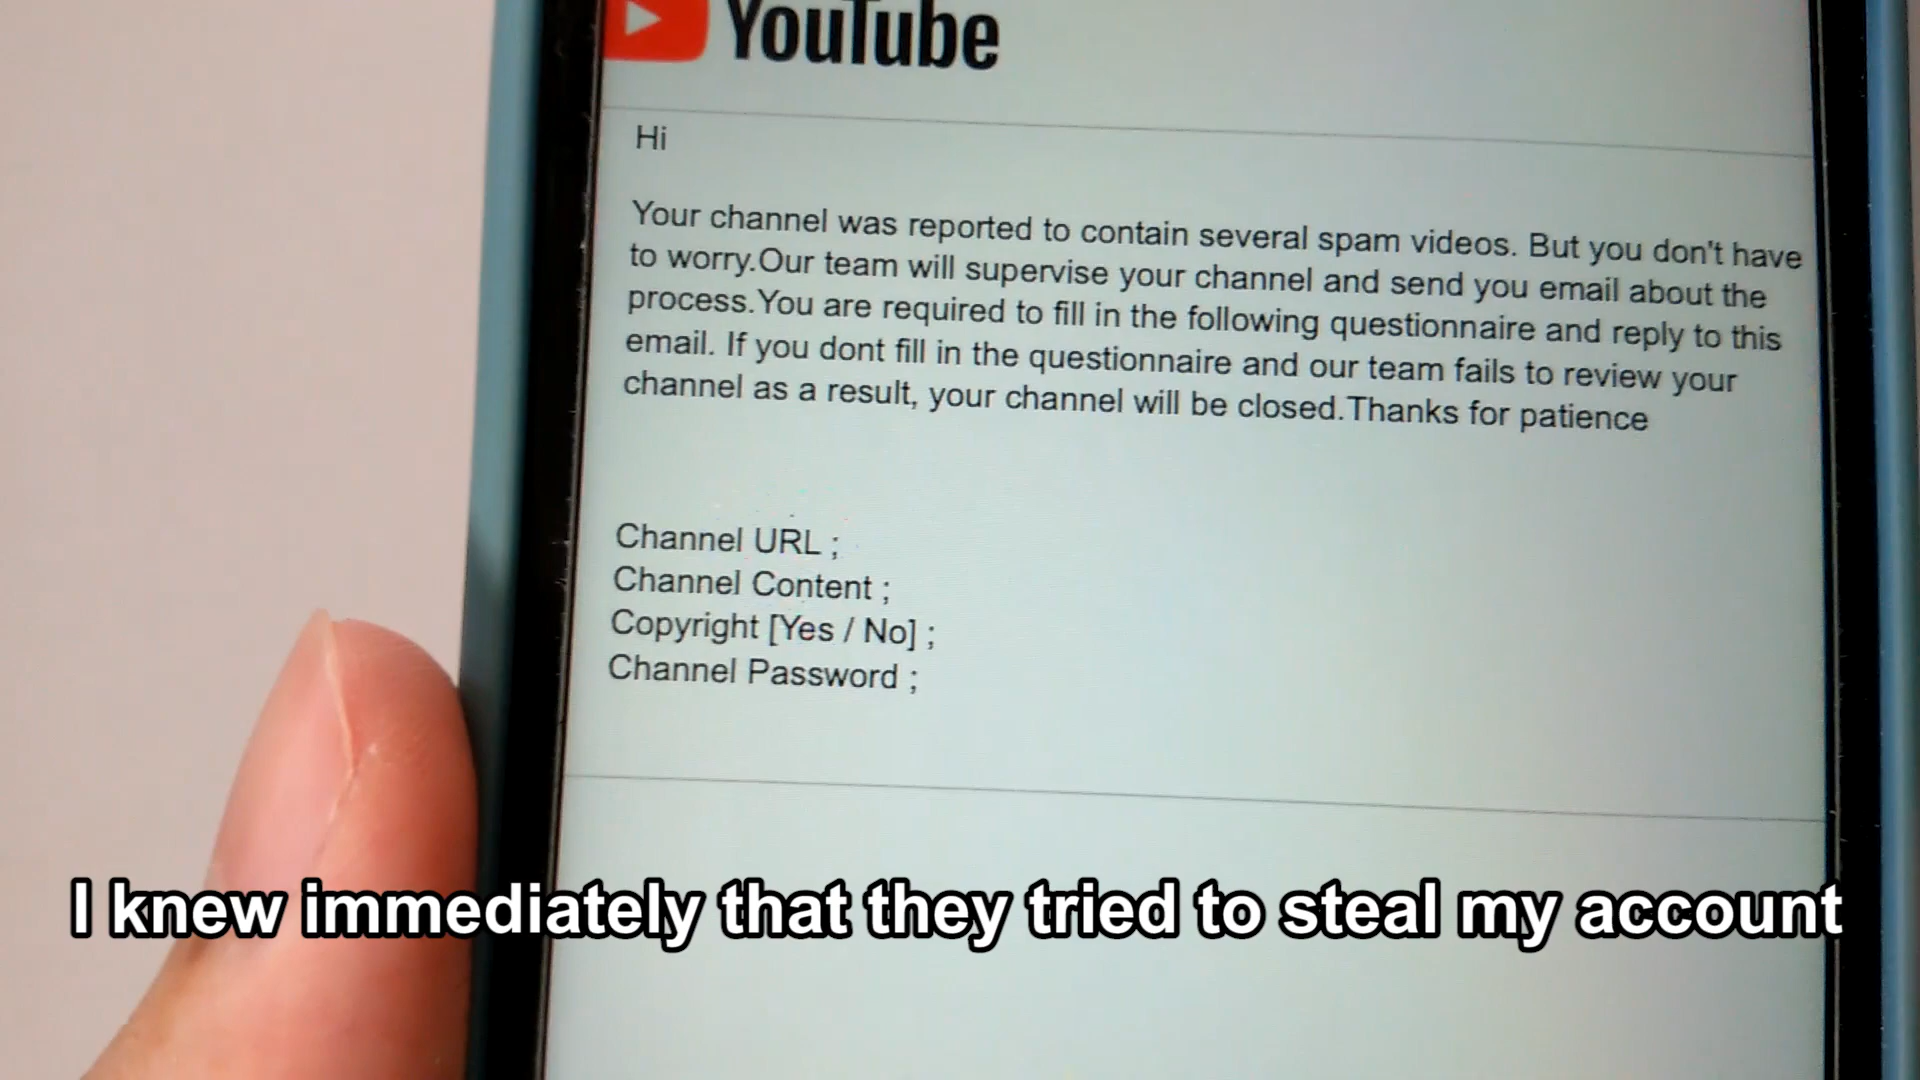 YouTube
Hi
Your channel was reported to contain several spam videos. But you don't have
to worry.Our team will supervise your channel and send you email about the
process.You are required to fill in the following questionnaire and reply to this
email. If you dont fill in the questionnaire and our team fails to review your
channel as a result, your channel will be closed.Thanks for patience
Channel URL ;
Channel Content ;
Copyright [Yes / No] ;
Channel Password ;
I knew immediately that they tried to steal my account